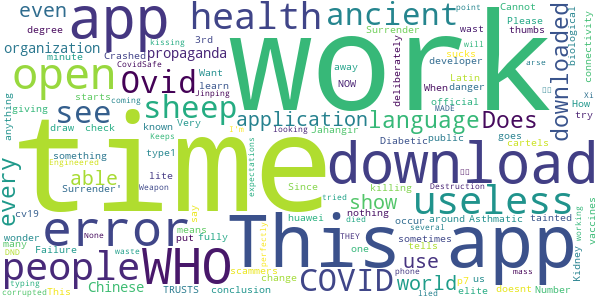 even app health ancient
organization degree minute Crashed CovidSafe 3rd propaganda kissing away Want learn
Surrender wast NOW When deliberately developer Latin official danger MADE
point Cannot Please thumbs will sucks arse Xi How try
downloaded biological connectivity
open Ovid sheep work
anything giving starts coming draw check
see application language Does
Jinping known Very Jahangir Diabetic public goes cartels
every able something type1 Engineered Keeps I'm
time download
Surrender' lite Weapon looking expectations
show killing nothing occur around Asthmatic tainted
Since tried died THEY several huawei sometimes
useless
cv19 wonder many DND None Failure typing corrupted This
error This app
say means put fully perfectly
people WHO COVID use world
Chinese waste TRUSTS conclusion tells scammers change
one phone lied p7 mass us elite Destruction doesnt Number
Kidney working vaccines